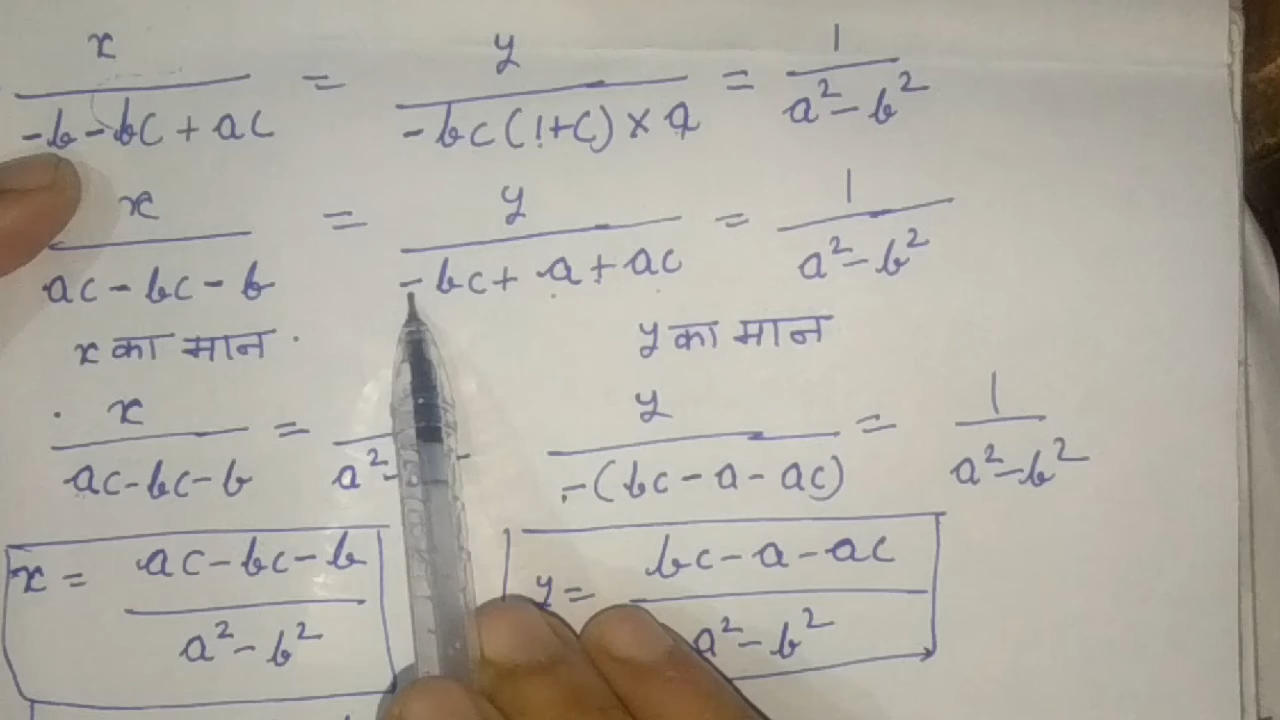 x/(-b-bc+ac) = y/(-bc(1+c)×a) = 1/(a²-b²)
x/(ac-bc-b) = y/(-bc+a+ac) = 1/(a²-b²)
x का मान y का मान
x/(ac-bc-b) = /(a²- y/(-(bc-a-ac)) = 1/(a²-b²)
x = (ac-bc-b)/(a²-b²) y = (bc-a-ac)/(a²-b²)